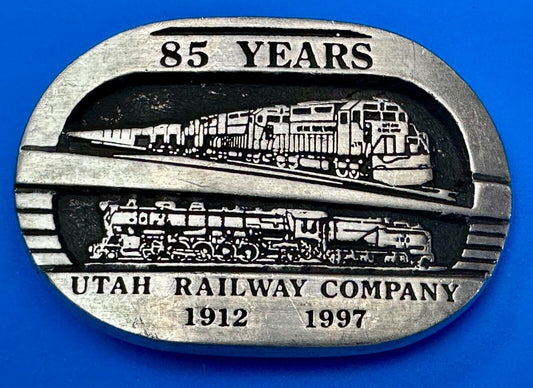 85 YEARS
UTAH RAILWAY COMPANY
1912 1997